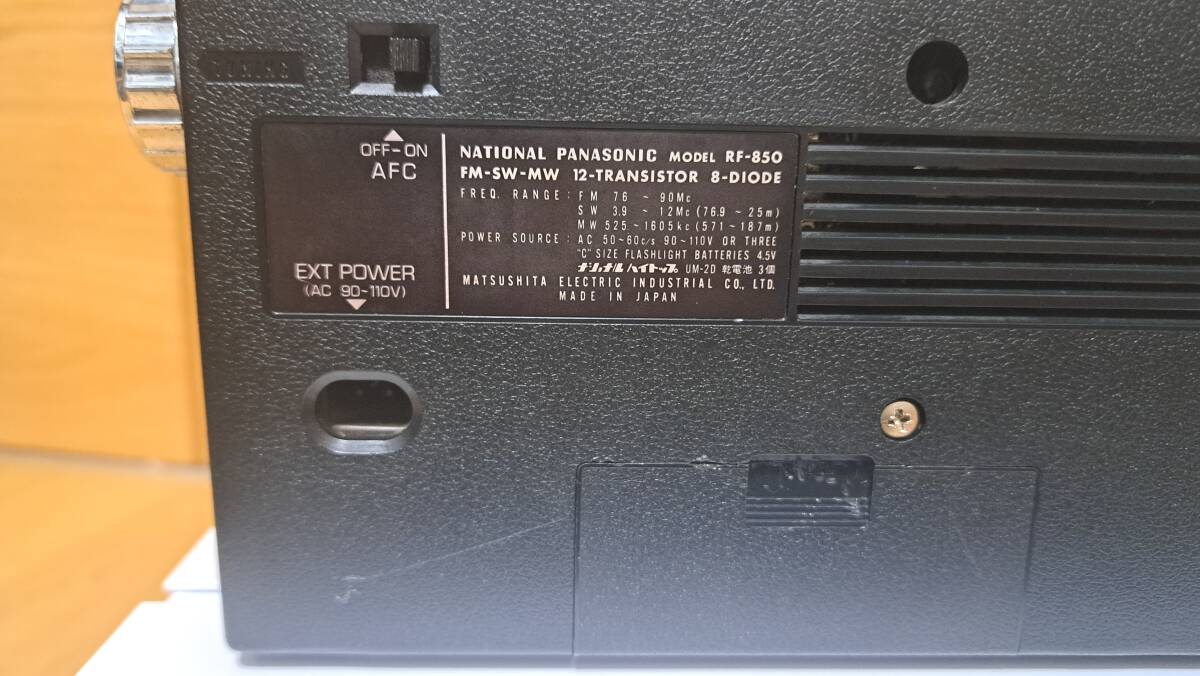 TUNING
OFF-ON
AFC
EXT POWER
(AC 90-110V)
NATIONAL PANASONIC MODEL RF-850
FM-SW-MW 12-TRANSISTOR 8-DIODE
FREQ. RANGE : FM 76 ~ 90Mc
SW 3.9 ~ 12Mc (76.9 ~ 25m)
MW 525 ~ 1605kc (571 ~ 187m)
POWER SOURCE : AC 50~60c/s 90~110V OR THREE
"C" SIZE FLASHLIGHT BATTERIES 4.5V
ナショナル ハイトップ UM-2D 乾電池 3個
MATSUSHITA ELECTRIC INDUSTRIAL CO., LTD.
MADE IN JAPAN